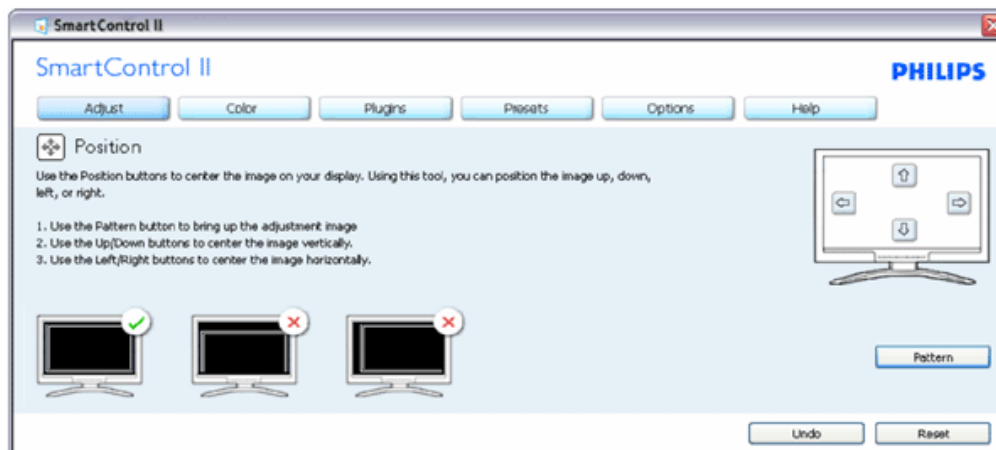 SmartControl II
SmartControl II
PHILIPS
Adjust
Color
Plugins
Presets
Options
Help
Position
Use the Position buttons to center the image on your display. Using this tool, you can position the image up, down,
left, or right.
1. Use the Pattern button to bring up the adjustment image
2. Use the Up/Down buttons to center the image vertically.
3. Use the Left/Right buttons to center the image horizontally.
Pattern
Undo
Reset